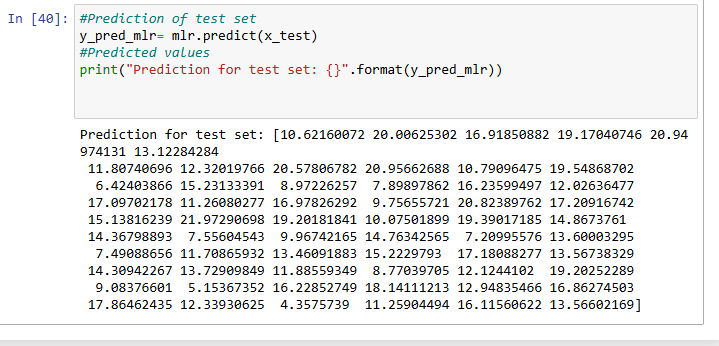 In [40]: #Prediction of test set
y_pred_mlr= mlr.predict(x_test)
#Predicted values
print("Prediction for test set: {}".format(y_pred_mlr))
Prediction for test set: [10.62160072 20.00625302 16.91850882 19.17040746 20.94
974131 13.12284284
11.80740696 12.32019766 20.57806782 20.95662688 10.79096475 19.54868702
6.42403866 15.23133391 8.97226257 7.89897862 16.23599497 12.02636477
17.09702178 11.26080277 16.97826292 9.75655721 20.82389762 17.20916742
15.13816239 21.97290698 19.20181841 10.07501899 19.39017185 14.8673761
14.36798893 7.55604543 9.96742165 14.76342565 7.20995576 13.60003295
7.49088656 11.70865932 13.46091883 15.2229793 17.18088277 13.56738329
14.30942267 13.72909849 11.88559349 8.77039705 12.1244102 19.20252289
9.08376601 5.15367352 16.22852749 18.14111213 12.94835466 16.86274503
17.86462435 12.33930625 4.3575739 11.25904494 16.11560622 13.56602169]